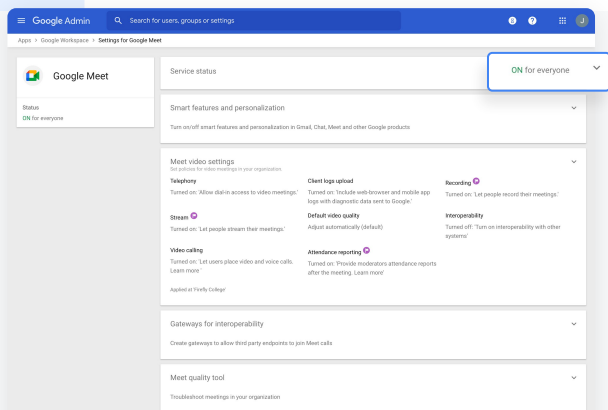 Google Admin
Search for users, groups or settings
J
Apps > Google Workspace > Settings for Google Meet
Google Meet
Status
ON for everyone
Service status
ON for everyone
Smart features and personalization
Turn on/off smart features and personalization in Gmail, Chat, Meet and other Google products
Meet video settings
Set policies for video meetings in your organization.
Telephony
Turned on: 'Allow dial-in access to video meetings.'
Client logs upload
Turned on: 'Include web-browser and mobile app
logs with diagnostic data sent to Google.'
Recording
Turned on: 'Let people record their meetings.'
Stream
Turned on: 'Let people stream their meetings.'
Default video quality
Adjust automatically (default)
Interoperability
Turned off: 'Turn on interoperability with other
systems'
Video calling
Turned on: 'Let users place video and voice calls.
Learn more '
Attendance reporting
Turned on: 'Provide moderators attendance reports
after the meeting. Learn more'
Applied at 'Firefly College'
Gateways for interoperability
Create gateways to allow third party endpoints to join Meet calls
Meet quality tool
Troubleshoot meetings in your organization